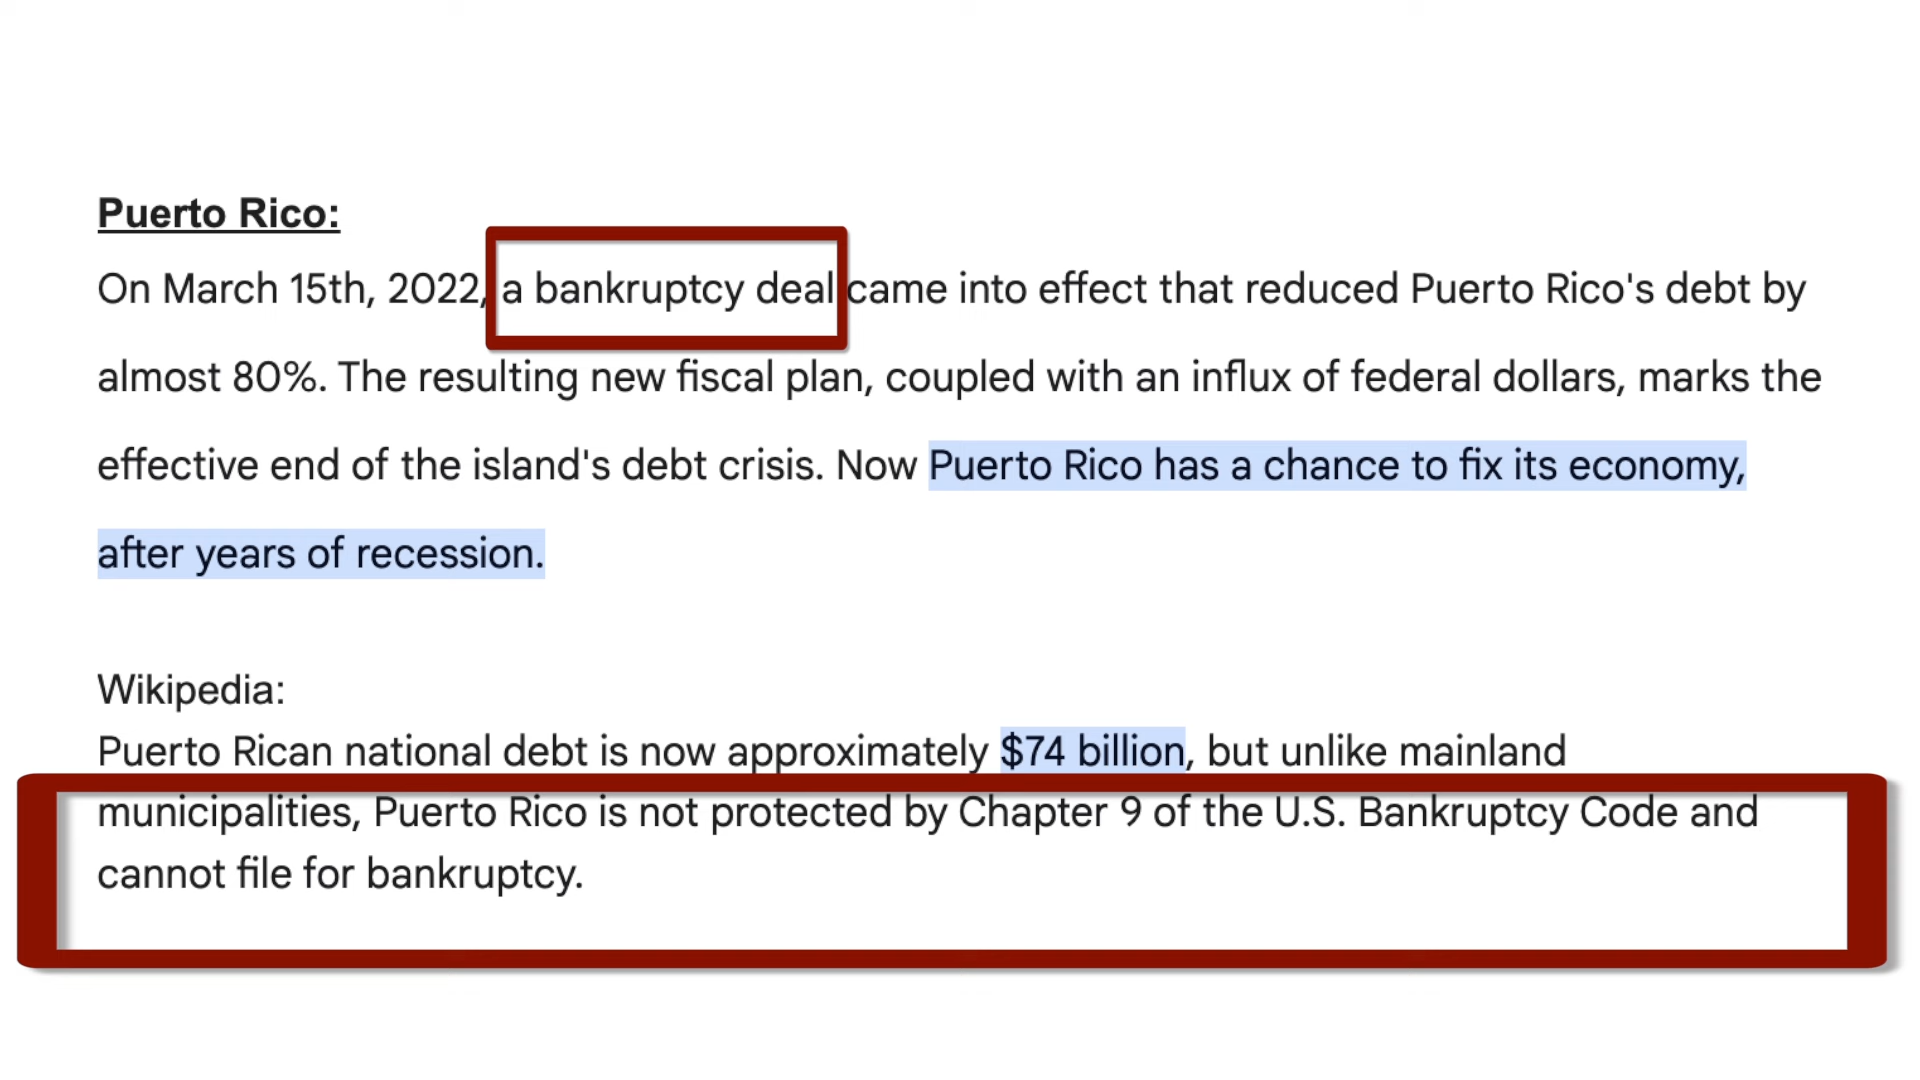 Puerto Rico:
On March 15th, 2022, a bankruptcy deal came into effect that reduced Puerto Rico's debt by
almost 80%. The resulting new fiscal plan, coupled with an influx of federal dollars, marks the
effective end of the island's debt crisis. Now Puerto Rico has a chance to fix its economy,
after years of recession.
Wikipedia:
Puerto Rican national debt is now approximately $74 billion, but unlike mainland
municipalities, Puerto Rico is not protected by Chapter 9 of the U.S. Bankruptcy Code and
cannot file for bankruptcy.